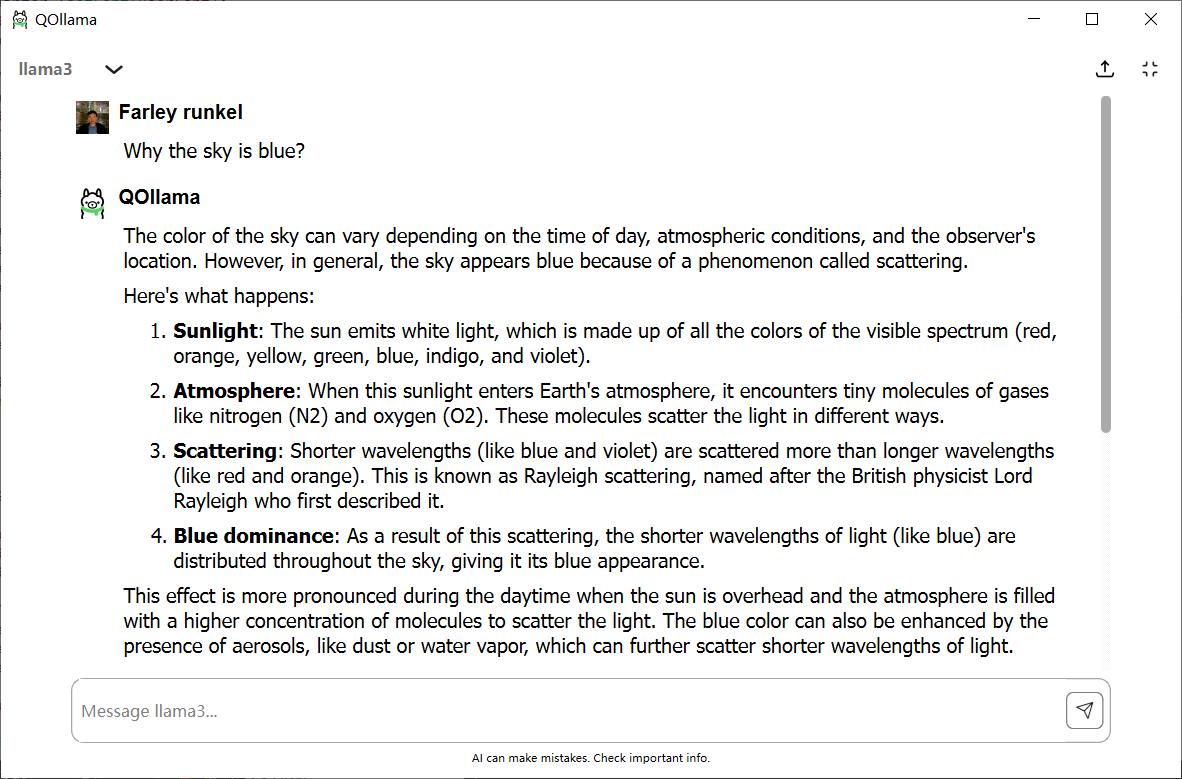 QOllama
llama3
Farley runkel
Why the sky is blue?
QOllama
The color of the sky can vary depending on the time of day, atmospheric conditions, and the observer's
location. However, in general, the sky appears blue because of a phenomenon called scattering.
Here's what happens:
1. Sunlight: The sun emits white light, which is made up of all the colors of the visible spectrum (red,
orange, yellow, green, blue, indigo, and violet).
2. Atmosphere: When this sunlight enters Earth's atmosphere, it encounters tiny molecules of gases
like nitrogen (N2) and oxygen (O2). These molecules scatter the light in different ways.
3. Scattering: Shorter wavelengths (like blue and violet) are scattered more than longer wavelengths
(like red and orange). This is known as Rayleigh scattering, named after the British physicist Lord
Rayleigh who first described it.
4. Blue dominance: As a result of this scattering, the shorter wavelengths of light (like blue) are
distributed throughout the sky, giving it its blue appearance.
This effect is more pronounced during the daytime when the sun is overhead and the atmosphere is filled
with a higher concentration of molecules to scatter the light. The blue color can also be enhanced by the
presence of aerosols, like dust or water vapor, which can further scatter shorter wavelengths of light.
Message llama3...
AI can make mistakes. Check important info.